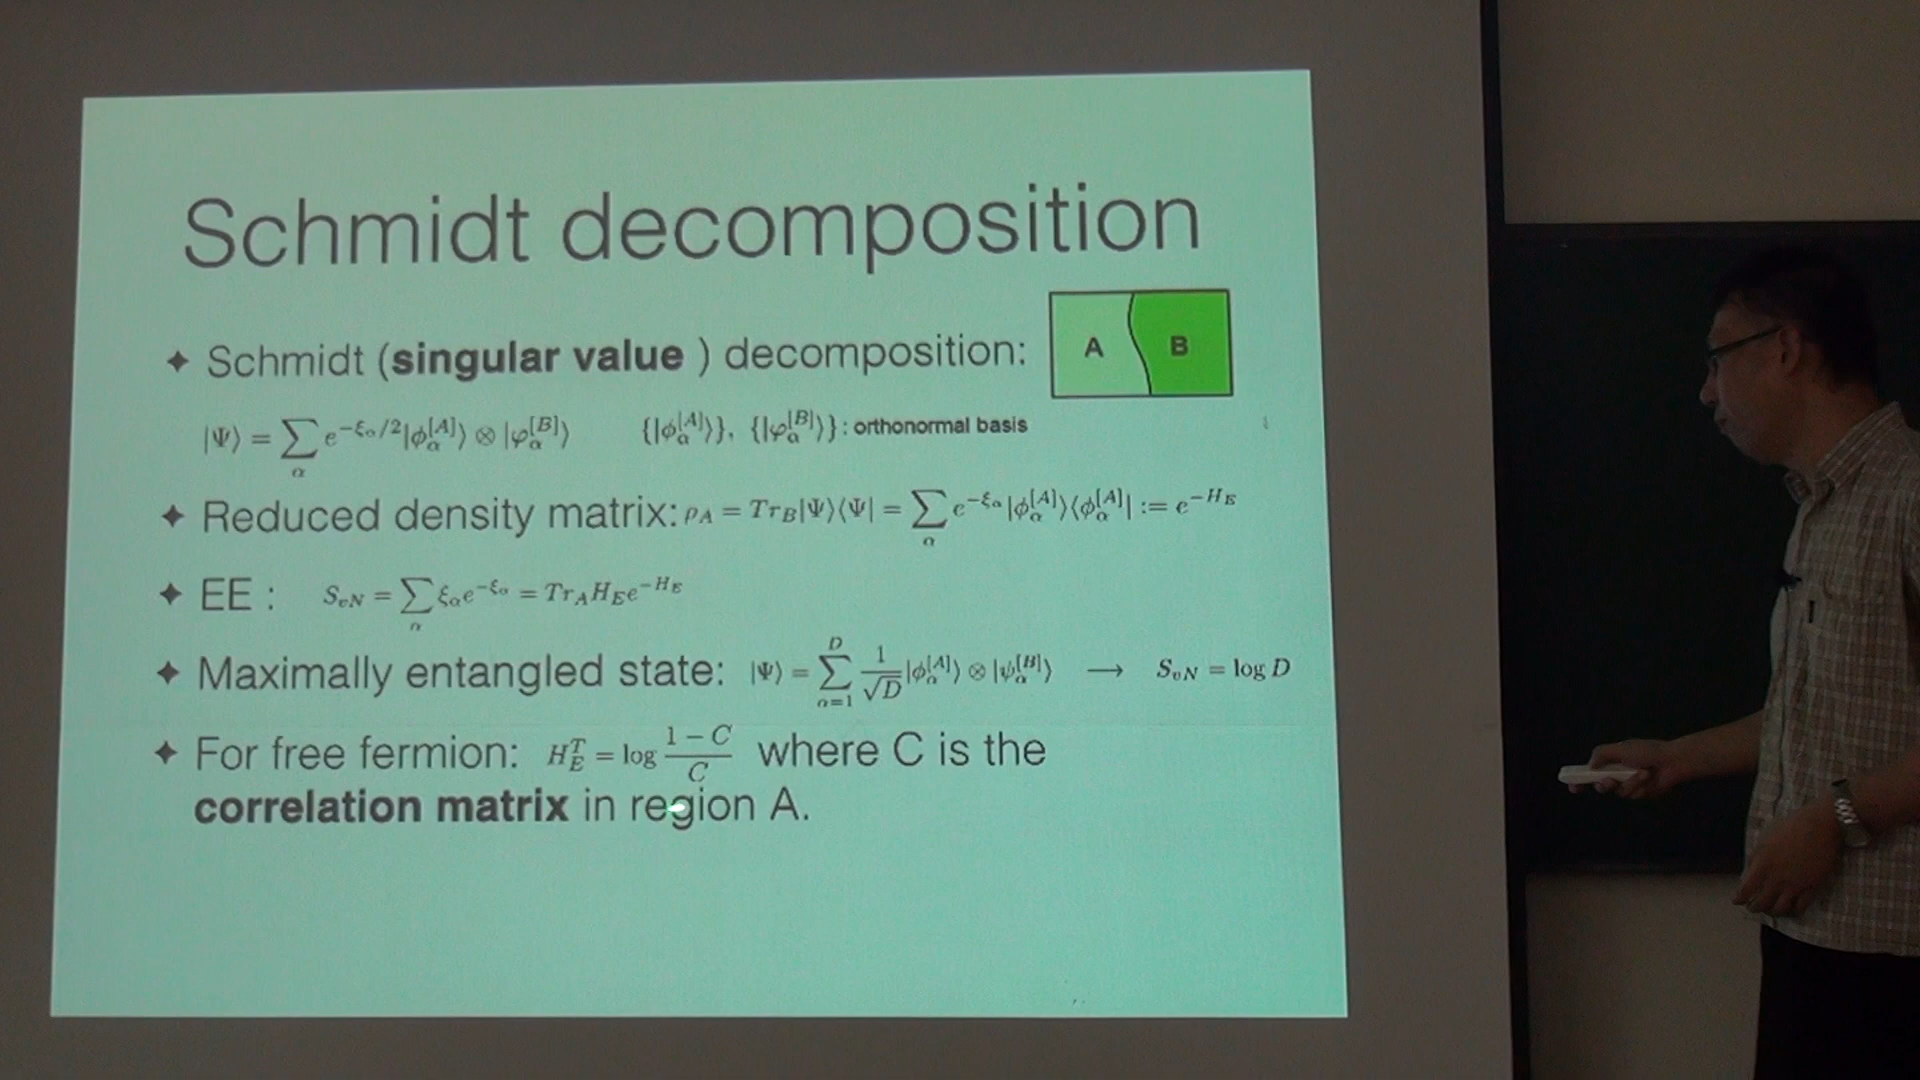 Schmidt decomposition
✦ Schmidt (singular value ) decomposition:
A B
|Ψ⟩ = ∑_α e^{-ξ_α/2} |ϕ_α^{[A]}⟩ ⊗ |φ_α^{[B]}⟩ {|ϕ_α^{[A]}⟩}, {|φ_α^{[B]}⟩} : orthonormal basis
✦ Reduced density matrix: ρ_A = Tr_B|Ψ⟩⟨Ψ| = ∑_α e^{-ξ_α} |ϕ_α^{[A]}⟩⟨ϕ_α^{[A]}| := e^{-H_E}
✦ EE : S_{vN} = ∑_α ξ_α e^{-ξ_α} = Tr_A H_E e^{-H_E}
✦ Maximally entangled state: |Ψ⟩ = ∑_{α=1}^{D} \frac{1}{√D} |ϕ_α^{[A]}⟩ ⊗ |ψ_α^{[B]}⟩ ⟶ S_{vN} = log D
✦ For free fermion: H_E^T = log \frac{1 − C}{C} where C is the
correlation matrix in region A.